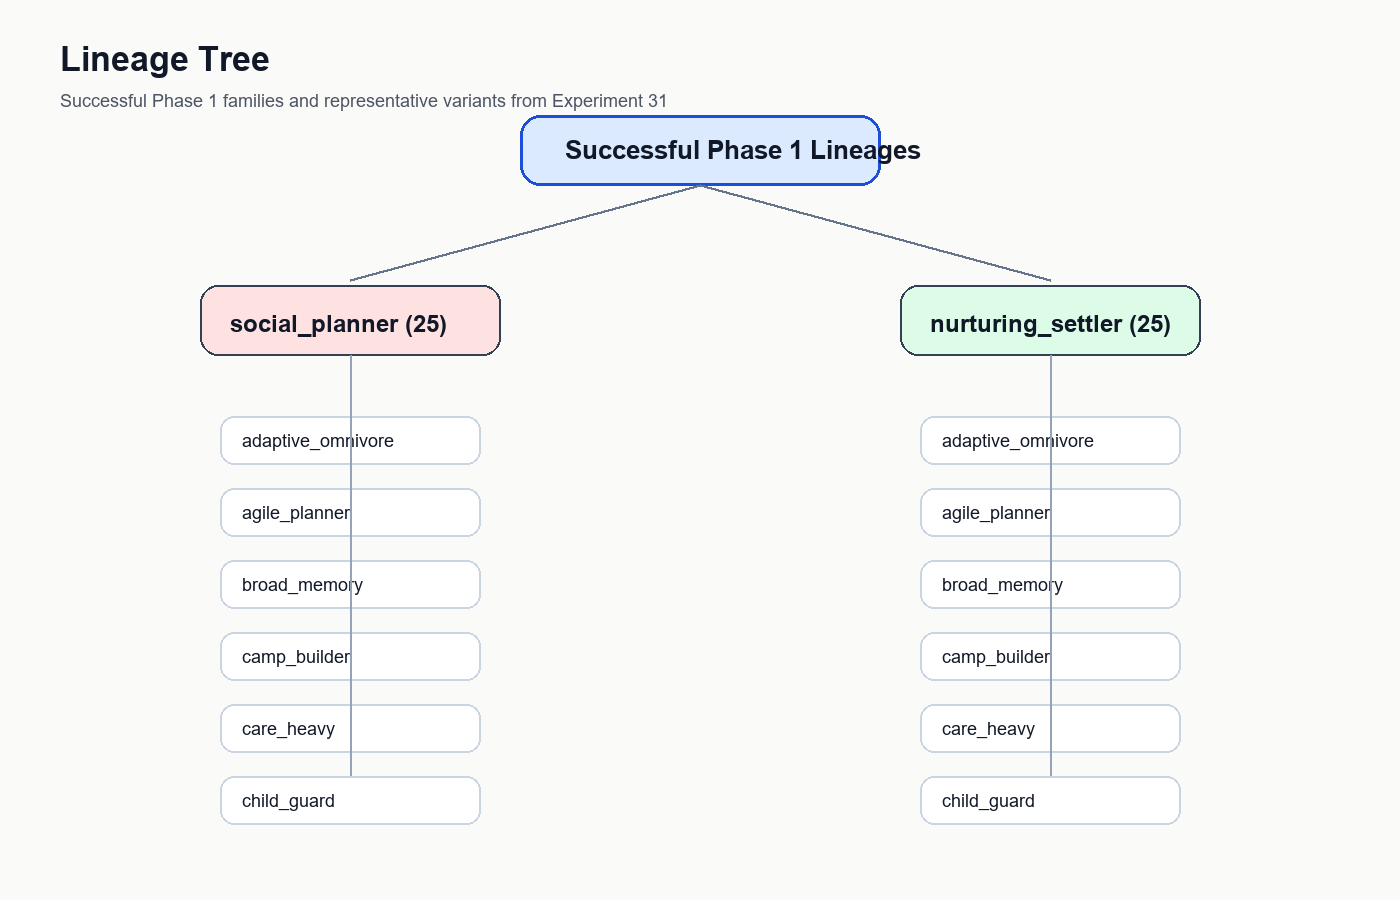 Lineage Tree
Successful Phase 1 families and representative variants from Experiment 31
Successful Phase 1 Lineages
social_planner (25)
nurturing_settler (25)
adaptive_omnivore
adaptive_omnivore
agile_planner
agile_planner
broad_memory
broad_memory
camp_builder
camp_builder
care_heavy
care_heavy
child_guard
child_guard